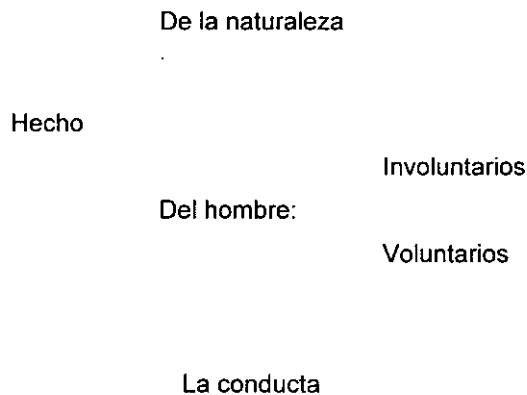 De la naturaleza
Hecho
Involuntarios
Del hombre:
Voluntarios
La conducta